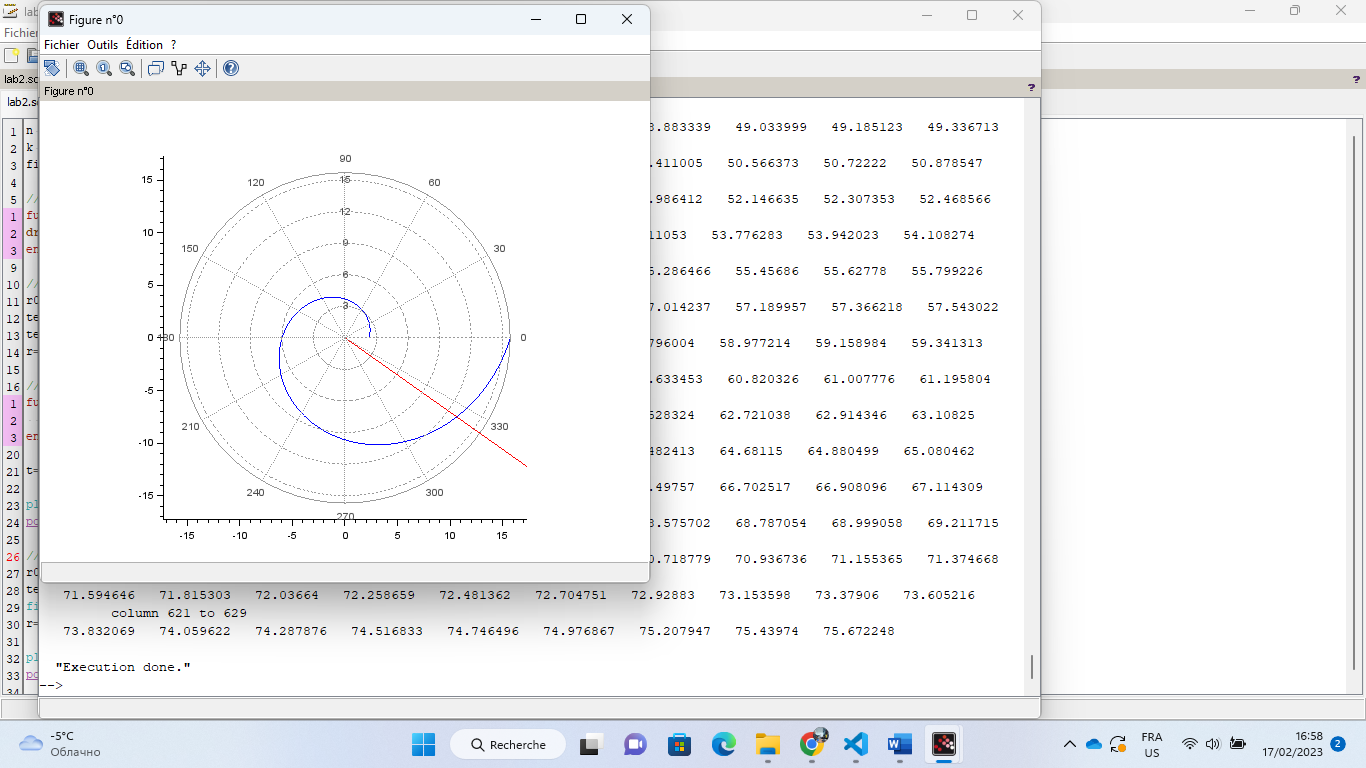 lab
Figure n°0
Fichier
Fichier Outils Édition ?
lab2.sc
Figure n°0
?
?
lab2.s
1 n
2 k
3 fi
4
5 //
1 fu
2 dr
3 en
9
10 //
11 r0
12 te
13 te
14 r=
15
16 //
1 fu
2
3 en
20
21 t=
22
23 pl
24 po
25
26 //
27 r0
28 te
29 fi
30 r=
31
32 pl
33 po
34
90
120 60
150 30
180 0
210 330
240 300
270
15
12
9
6
3
15
10
5
0
-5
-10
-15
-15 -10 -5 0 5 10 15
.883339 49.033999 49.185123 49.336713
.411005 50.566373 50.72222 50.878547
.986412 52.146635 52.307353 52.468566
11053 53.776283 53.942023 54.108274
.286466 55.45686 55.62778 55.799226
.014237 57.189957 57.366218 57.543022
796004 58.977214 59.158984 59.341313
.633453 60.820326 61.007776 61.195804
528324 62.721038 62.914346 63.10825
482413 64.68115 64.880499 65.080462
.49757 66.702517 66.908096 67.114309
.575702 68.787054 68.999058 69.211715
.718779 70.936736 71.155365 71.374668
71.594646 71.815303 72.03664 72.258659 72.481362 72.704751 72.92883 73.153598 73.37906 73.605216
column 621 to 629
73.832069 74.059622 74.287876 74.516833 74.746496 74.976867 75.207947 75.43974 75.672248
"Execution done."
-->
-5°C
Облачно
Recherche
FRA
US
16:58
17/02/2023
2